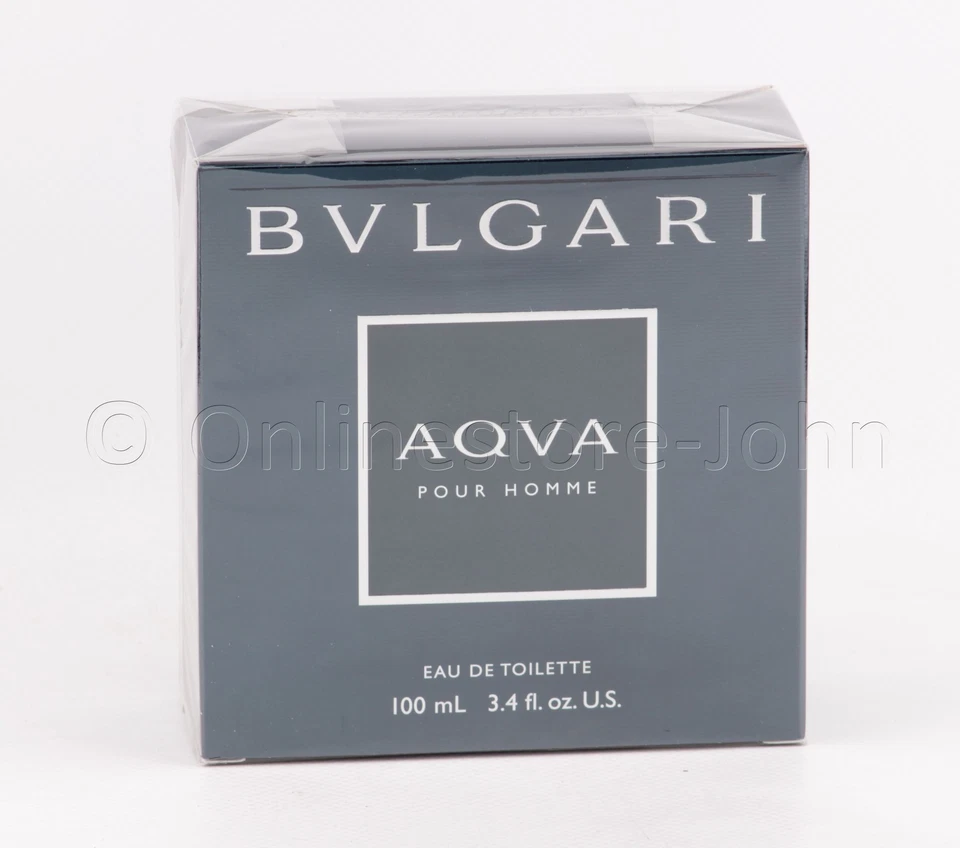 BVLGARI
© Onlinestore-John
AQVA
POUR HOMME
EAU DE TOILETTE
100 mL 3.4 fl. oz. U.S.